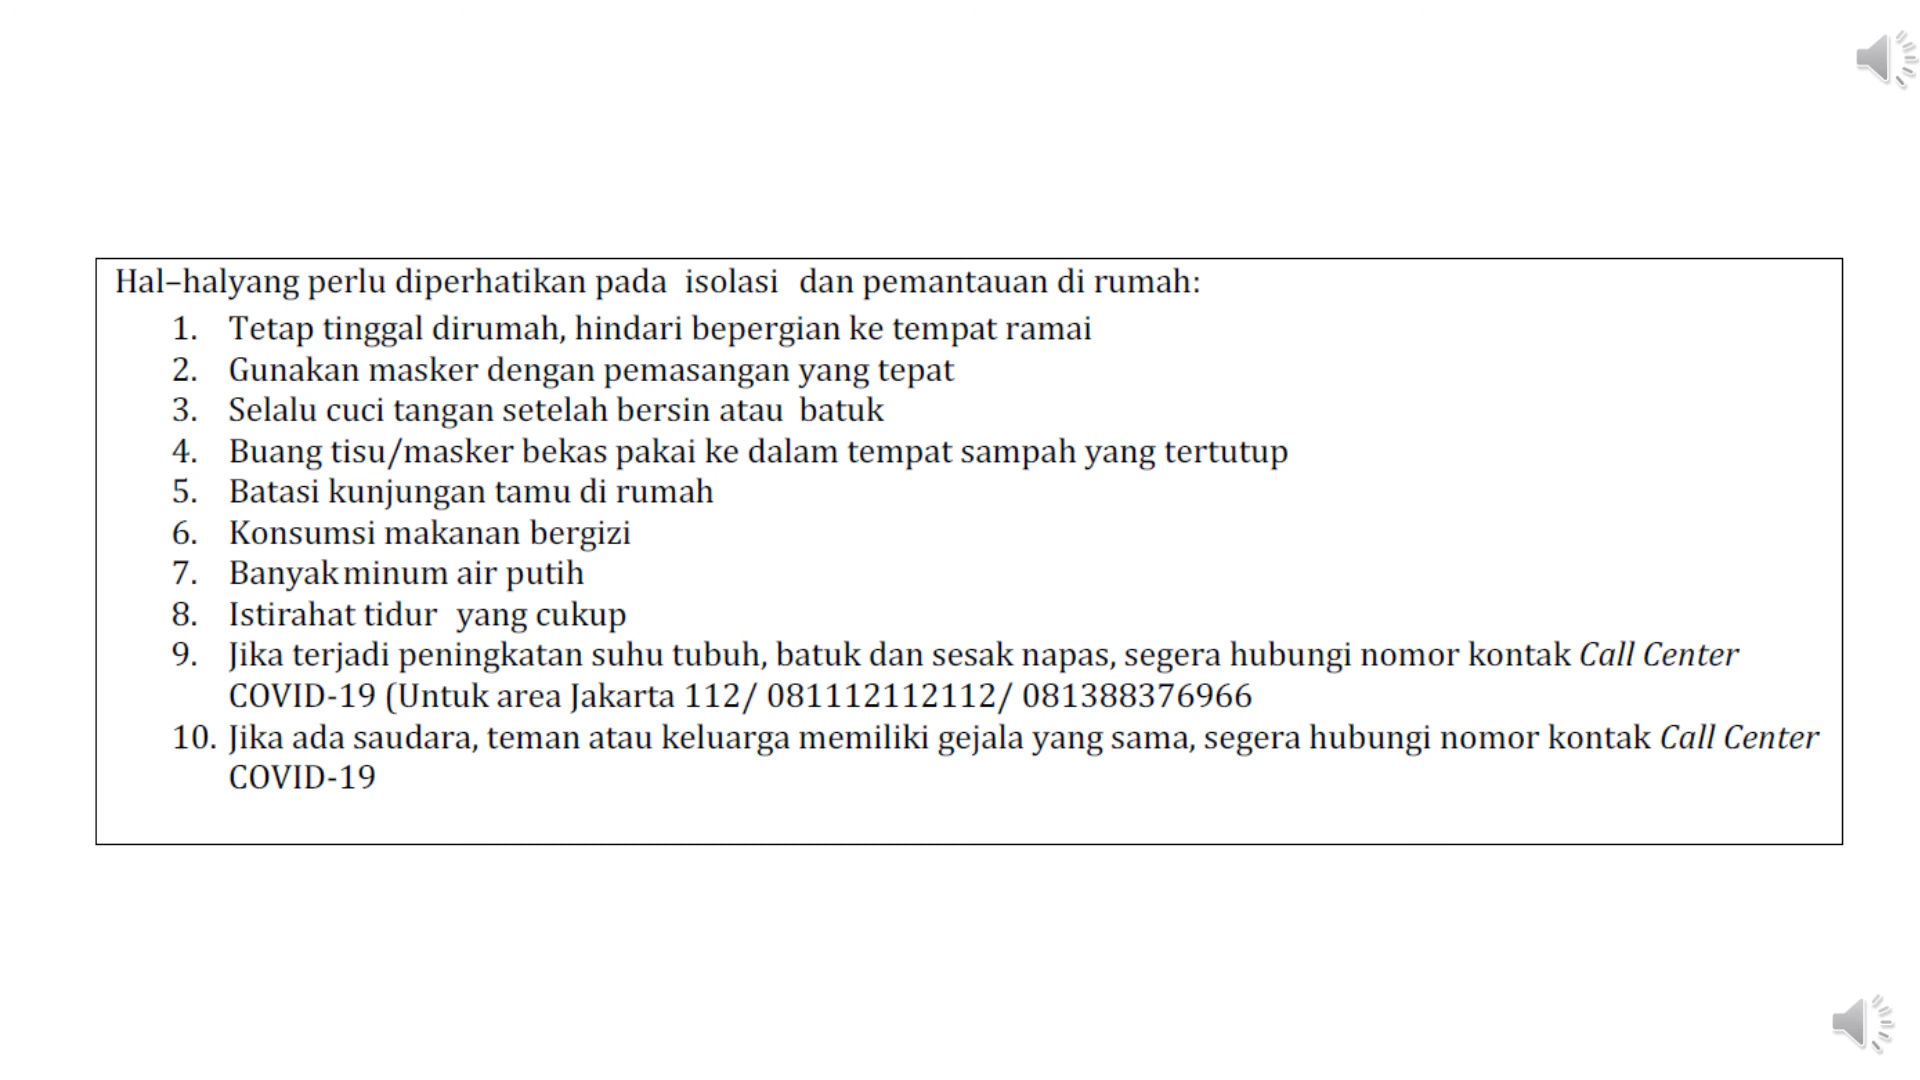 Hal–halyang perlu diperhatikan pada isolasi dan pemantauan di rumah:
1. Tetap tinggal dirumah, hindari bepergian ke tempat ramai
2. Gunakan masker dengan pemasangan yang tepat
3. Selalu cuci tangan setelah bersin atau batuk
4. Buang tisu/masker bekas pakai ke dalam tempat sampah yang tertutup
5. Batasi kunjungan tamu di rumah
6. Konsumsi makanan bergizi
7. Banyak minum air putih
8. Istirahat tidur yang cukup
9. Jika terjadi peningkatan suhu tubuh, batuk dan sesak napas, segera hubungi nomor kontak Call Center
COVID-19 (Untuk area Jakarta 112/ 081112112112/ 081388376966
10. Jika ada saudara, teman atau keluarga memiliki gejala yang sama, segera hubungi nomor kontak Call Center
COVID-19